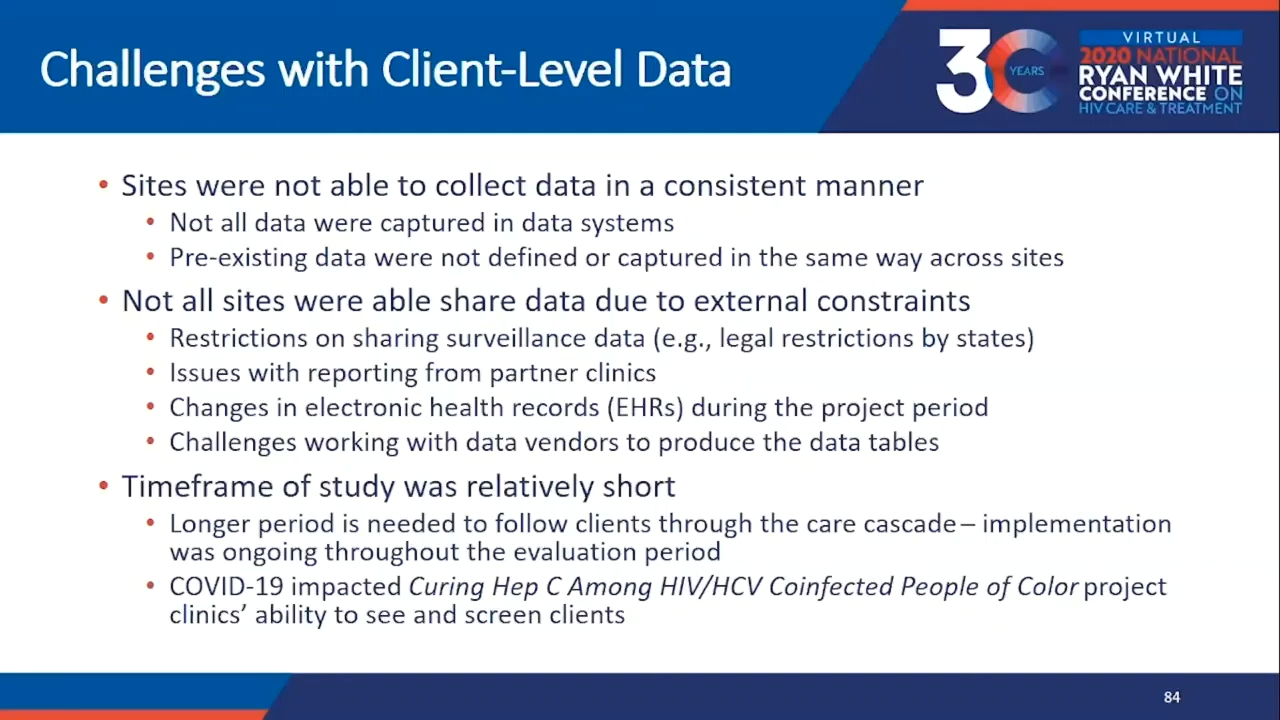 Challenges with Client-Level Data
30
YEARS
VIRTUAL
2020 NATIONAL
RYAN WHITE
CONFERENCE ON
HIV CARE & TREATMENT
• Sites were not able to collect data in a consistent manner
• Not all data were captured in data systems
• Pre-existing data were not defined or captured in the same way across sites
• Not all sites were able share data due to external constraints
• Restrictions on sharing surveillance data (e.g., legal restrictions by states)
• Issues with reporting from partner clinics
• Changes in electronic health records (EHRs) during the project period
• Challenges working with data vendors to produce the data tables
• Timeframe of study was relatively short
• Longer period is needed to follow clients through the care cascade – implementation
was ongoing throughout the evaluation period
• COVID-19 impacted Curing Hep C Among HIV/HCV Coinfected People of Color project
clinics’ ability to see and screen clients
84